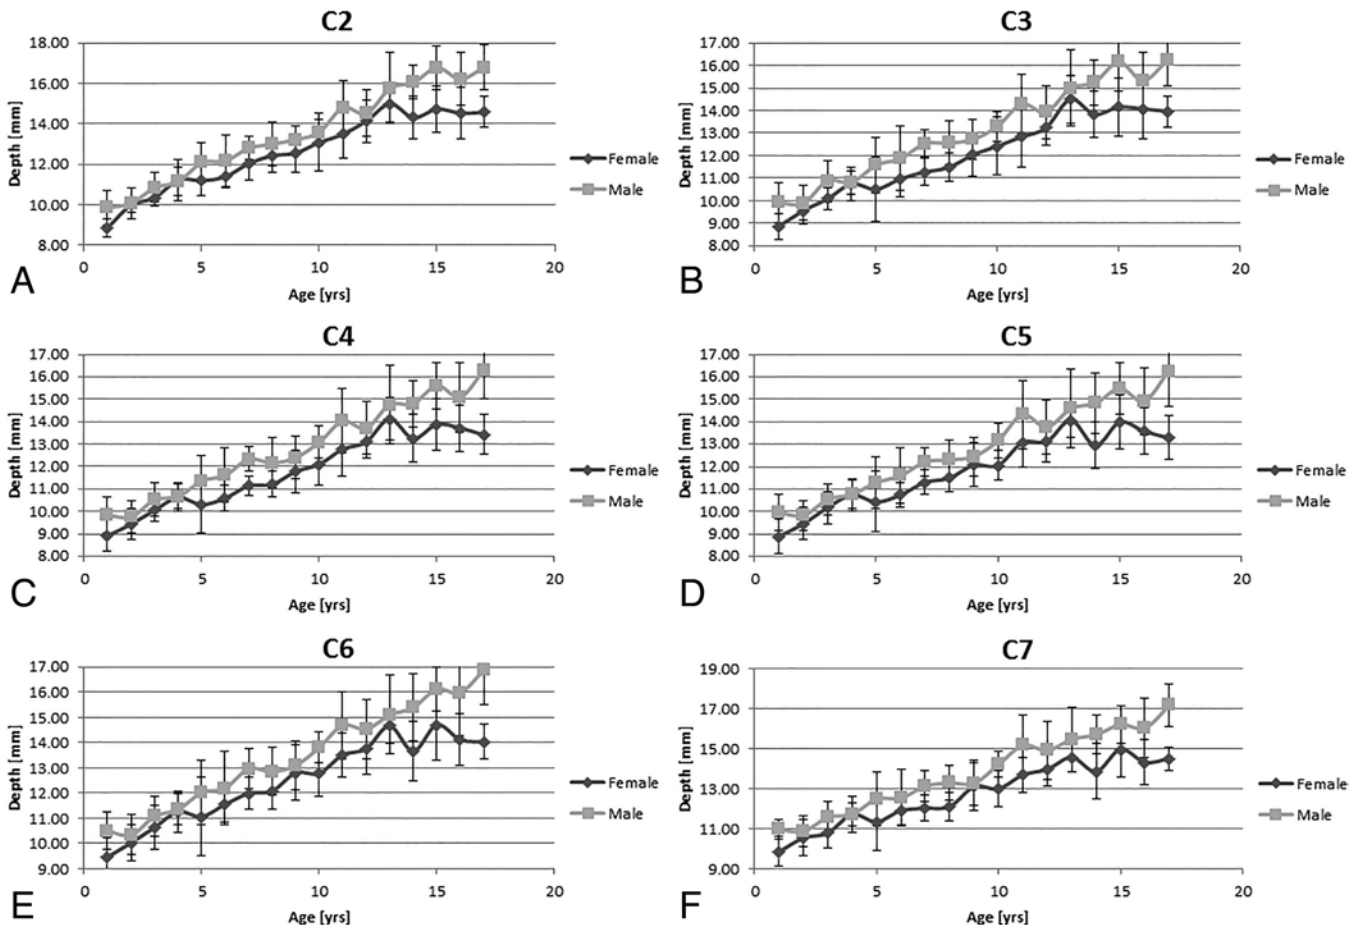 C2
18.00
16.00
14.00
12.00
10.00
8.00
Depth [mm]
0 5 10 15 20
Age [yrs]
Female
Male
A
C3
17.00
16.00
15.00
14.00
13.00
12.00
11.00
10.00
9.00
8.00
Depth [mm]
0 5 10 15 20
Age [yrs]
Female
Male
B
C4
17.00
16.00
15.00
14.00
13.00
12.00
11.00
10.00
9.00
8.00
Depth [mm]
0 5 10 15 20
Age [yrs]
Female
Male
C
C5
17.00
16.00
15.00
14.00
13.00
12.00
11.00
10.00
9.00
8.00
Depth [mm]
0 5 10 15 20
Age [yrs]
Female
Male
D
C6
17.00
16.00
15.00
14.00
13.00
12.00
11.00
10.00
9.00
Depth [mm]
0 5 10 15 20
Age [yrs]
Female
Male
E
C7
19.00
17.00
15.00
13.00
11.00
9.00
Depth [mm]
0 5 10 15 20
Age [yrs]
Female
Male
F